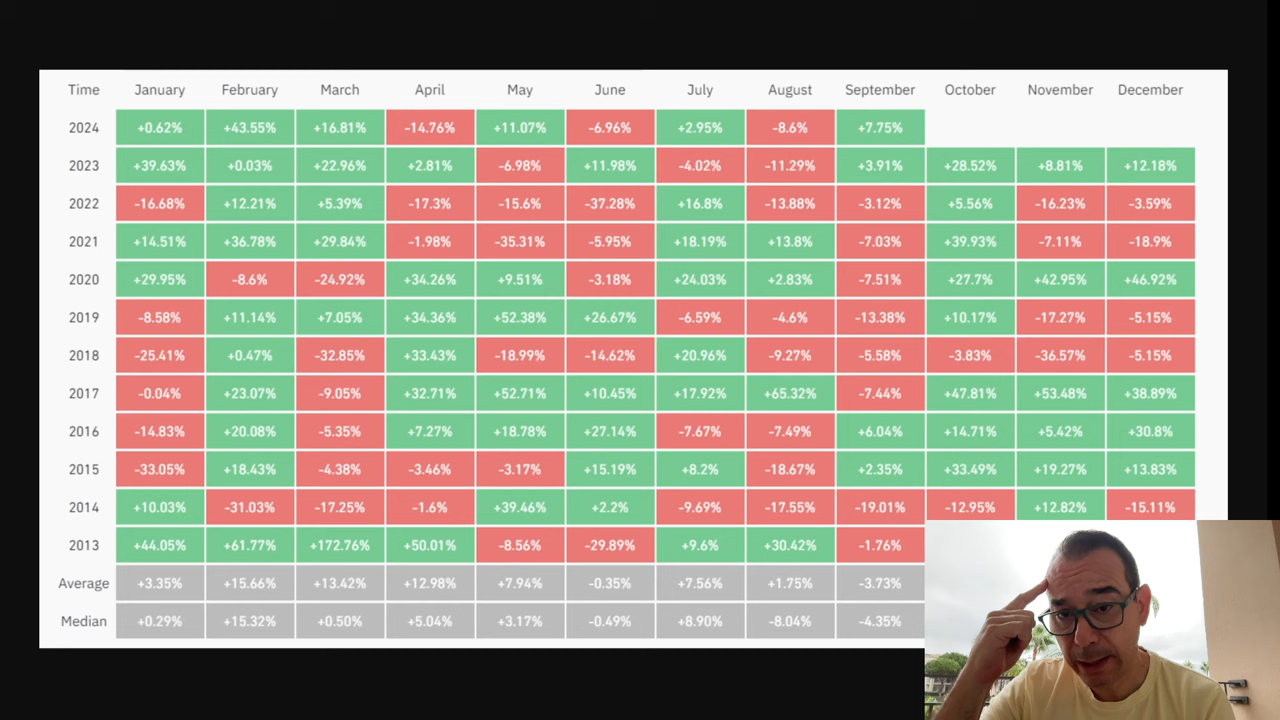 Time January February March April May June July August September October November December
2024 +0.62% +43.55% +16.81% -14.76% +11.07% -6.96% +2.95% -8.6% +7.75%
2023 +39.63% +0.03% +22.96% +2.81% -6.98% +11.98% -4.02% -11.29% +3.91% +28.52% +8.81% +12.18%
2022 -16.68% +12.21% +5.39% -17.3% -15.6% -37.28% +16.8% -13.88% -3.12% +5.56% -16.23% -3.59%
2021 +14.51% +36.78% +29.84% -1.98% -35.31% -5.95% +18.19% +13.8% -7.03% +39.93% -7.11% -18.9%
2020 +29.95% -8.6% -24.92% +34.26% +9.51% -3.18% +24.03% +2.83% -7.51% +27.7% +42.95% +46.92%
2019 -8.58% +11.14% +7.05% +34.36% +52.38% +26.67% -6.59% -4.6% -13.38% +10.17% -17.27% -5.15%
2018 -25.41% +0.47% -32.85% +33.43% -18.99% -14.62% +20.96% -9.27% -5.58% -3.83% -36.57% -5.15%
2017 -0.04% +23.07% -9.05% +32.71% +52.71% +10.45% +17.92% +65.32% -7.44% +47.81% +53.48% +38.89%
2016 -14.83% +20.08% -5.35% +7.27% +18.78% +27.14% -7.67% -7.49% +6.04% +14.71% +5.42% +30.8%
2015 -33.05% +18.43% -4.38% -3.46% -3.17% +15.19% +8.2% -18.67% +2.35% +33.49% +19.27% +13.83%
2014 +10.03% -31.03% -17.25% -1.6% +39.46% +2.2% -9.69% -17.55% -19.01% -12.95% +12.82% -15.11%
2013 +44.05% +61.77% +172.76% +50.01% -8.56% -29.89% +9.6% +30.42% -1.76%
Average +3.35% +15.66% +13.42% +12.98% +7.94% -0.35% +7.56% +1.75% -3.73%
Median +0.29% +15.32% +0.50% +5.04% +3.17% -0.49% +8.90% -8.04% -4.35%